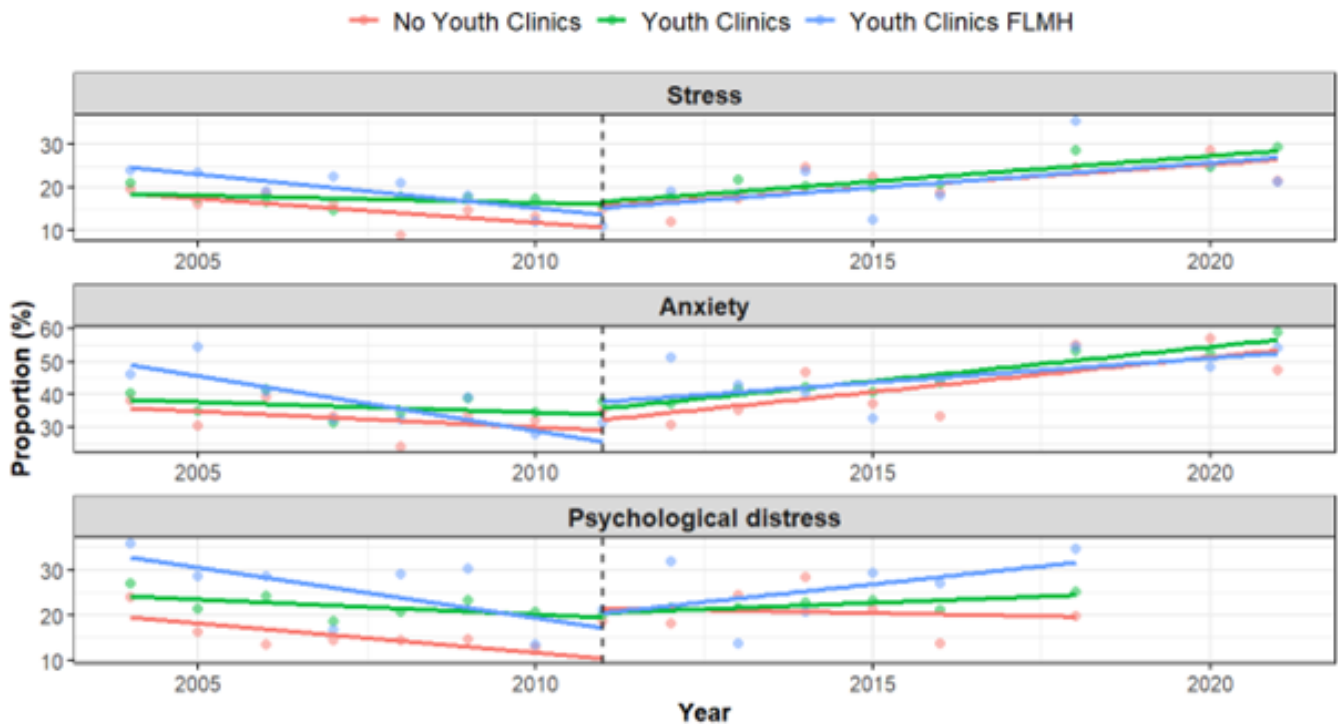 No Youth Clinics Youth Clinics Youth Clinics FLMH
Stress
30
20
10
2005 2010 2015 2020
Anxiety
60
50
40
30
2005 2010 2015 2020
Proportion (%)
Psychological distress
30
20
10
2005 2010 2015 2020
Year